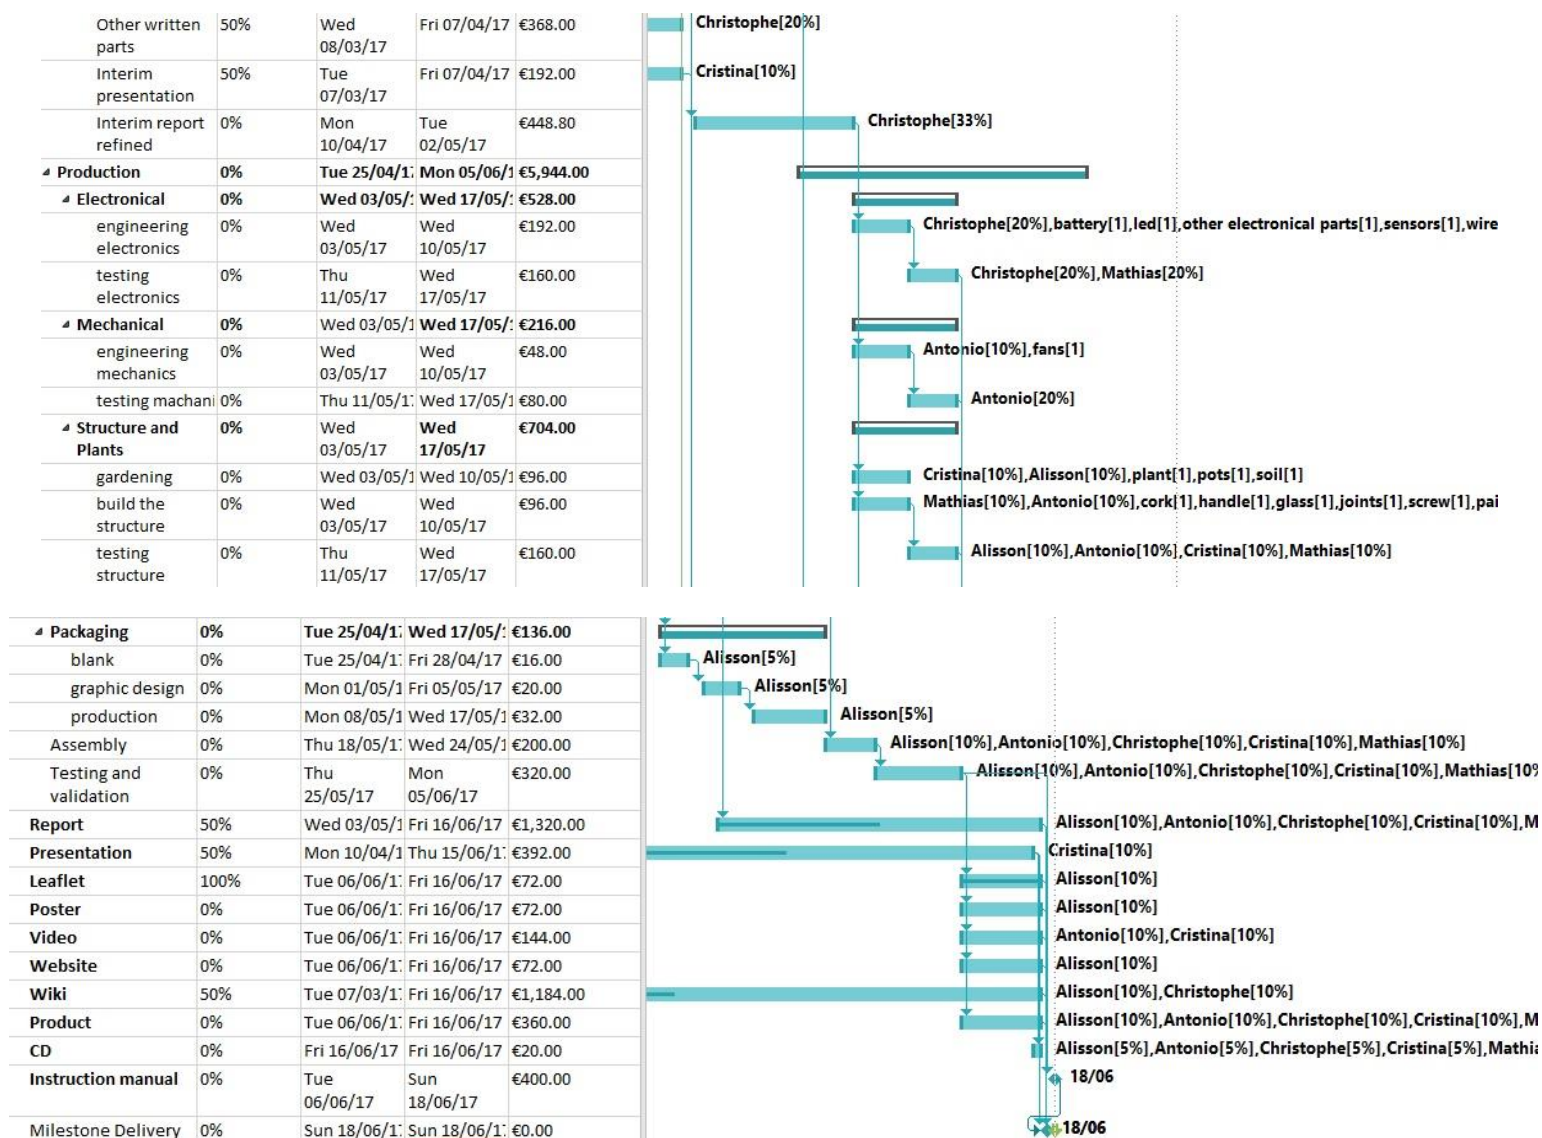 Other written 50% Wed Fri 07/04/17 €368.00 Christophe[20%]
parts 08/03/17
Interim 50% Tue Fri 07/04/17 €192.00 Cristina[10%]
presentation 07/03/17
Interim report 0% Mon Tue €448.80 Christophe[33%]
refined 10/04/17 02/05/17
Production 0% Tue 25/04/1 Mon 05/06/1 €5,944.00
Electronical 0% Wed 03/05/1 Wed 17/05/1 €528.00
engineering 0% Wed Wed €192.00 Christophe[20%],battery[1],led[1],other electronical parts[1],sensors[1],wire
electronics 03/05/17 10/05/17
testing 0% Thu Wed €160.00 Christophe[20%],Mathias[20%]
electronics 11/05/17 17/05/17
Mechanical 0% Wed 03/05/1 Wed 17/05/1 €216.00
engineering 0% Wed Wed €48.00 Antonio[10%],fans[1]
mechanics 03/05/17 10/05/17
testing machani 0% Thu 11/05/1 Wed 17/05/1 €80.00 Antonio[20%]
Structure and 0% Wed Wed €704.00
Plants 03/05/17 17/05/17
gardening 0% Wed 03/05/1 Wed 10/05/1 €96.00 Cristina[10%],Alisson[10%],plant[1],pots[1],soil[1]
build the 0% Wed Wed €96.00 Mathias[10%],Antonio[10%],cork[1],handle[1],glass[1],joints[1],screw[1],pai
structure 03/05/17 10/05/17
testing 0% Thu Wed €160.00 Alisson[10%],Antonio[10%],Cristina[10%],Mathias[10%]
structure 11/05/17 17/05/17
Packaging 0% Tue 25/04/1 Wed 17/05/1 €136.00
blank 0% Tue 25/04/1 Fri 28/04/17 €16.00 Alisson[5%]
graphic design 0% Mon 01/05/1 Fri 05/05/17 €20.00 Alisson[5%]
production 0% Mon 08/05/1 Wed 17/05/1 €32.00 Alisson[5%]
Assembly 0% Thu 18/05/1 Wed 24/05/1 €200.00 Alisson[10%],Antonio[10%],Christophe[10%],Cristina[10%],Mathias[10%]
Testing and 0% Thu Mon €320.00 Alisson[10%],Antonio[10%],Christophe[10%],Cristina[10%],Mathias[10%
validation 25/05/17 05/06/17
Report 50% Wed 03/05/1 Fri 16/06/17 €1,320.00 Alisson[10%],Antonio[10%],Christophe[10%],Cristina[10%],M
Presentation 50% Mon 10/04/1 Thu 15/06/1 €392.00 Cristina[10%]
Leaflet 100% Tue 06/06/1 Fri 16/06/17 €72.00 Alisson[10%]
Poster 0% Tue 06/06/1 Fri 16/06/17 €72.00 Alisson[10%]
Video 0% Tue 06/06/1 Fri 16/06/17 €144.00 Antonio[10%],Cristina[10%]
Website 0% Tue 06/06/1 Fri 16/06/17 €72.00 Alisson[10%]
Wiki 50% Tue 07/03/1 Fri 16/06/17 €1,184.00 Alisson[10%],Christophe[10%]
Product 0% Tue 06/06/1 Fri 16/06/17 €360.00 Alisson[10%],Antonio[10%],Christophe[10%],Cristina[10%],M
CD 0% Fri 16/06/17 Fri 16/06/17 €20.00 Alisson[5%],Antonio[5%],Christophe[5%],Cristina[5%],Mathi
Instruction manual 0% Tue Sun €400.00 18/06
06/06/17 18/06/17
Milestone Delivery 0% Sun 18/06/1 Sun 18/06/1 €0.00 18/06